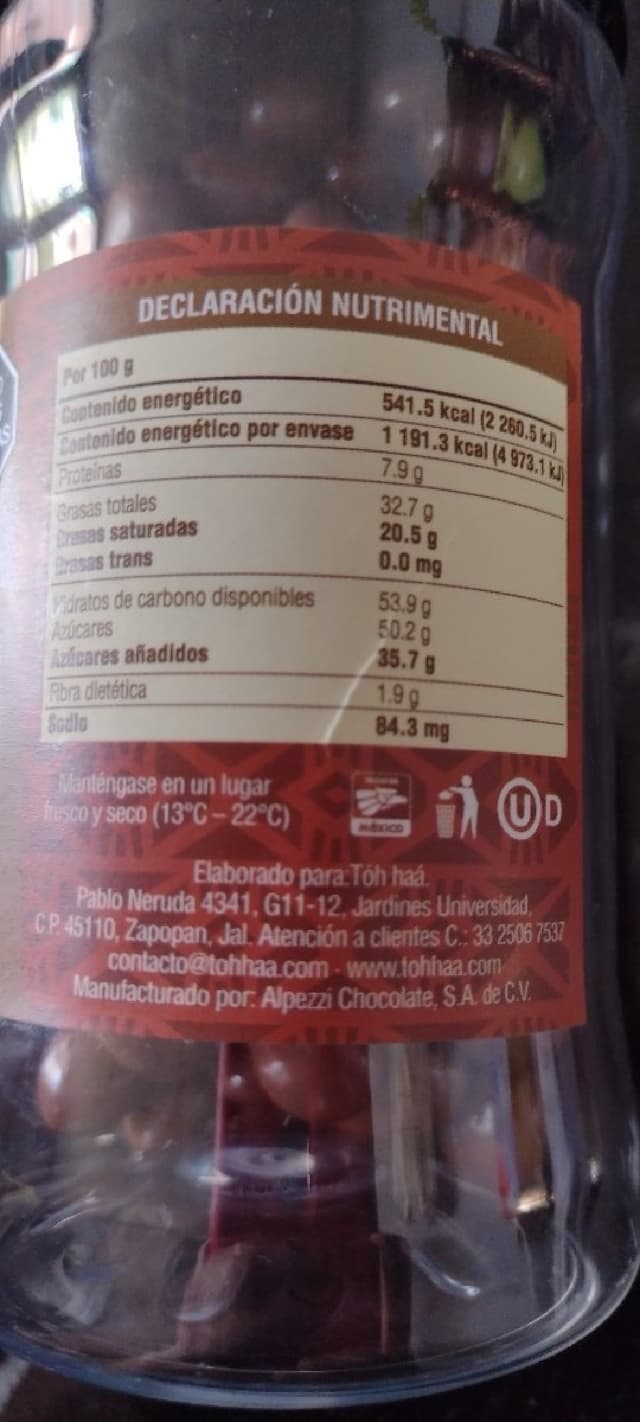 DECLARACIÓN NUTRIMENTAL
Por 100 g
Contenido energético 541.5 kcal (2 260.5 kJ)
Contenido energético por envase 1 191.3 kcal (4 973.1 kJ)
Proteínas 7.9 g
Grasas totales 32.7 g
Grasas saturadas 20.5 g
Grasas trans 0.0 mg
Hidratos de carbono disponibles 53.9 g
Azúcares 50.2 g
Azúcares añadidos 35.7 g
Fibra dietética 1.9 g
Sodio 84.3 mg
Manténgase en un lugar
fresco y seco (13°C – 22°C)
MÉXICO
U D
Elaborado para:Tóh haá.
Pablo Neruda 4341, G11-12. Jardines Universidad,
C.P. 45110, Zapopan, Jal. Atención a clientes C.: 33 2506 7537
contacto@tohhaa.com - www.tohhaa.com
Manufacturado por: Alpezzi Chocolate, S.A. de C.V.